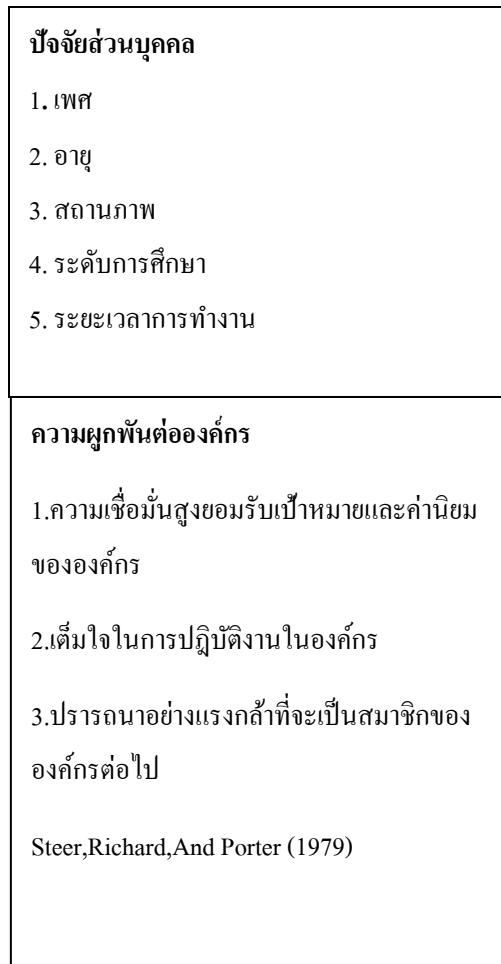 ปัจจัยส่วนบุคคล
1. เพศ
2. อายุ
3. สถานภาพ
4. ระดับการศึกษา
5. ระยะเวลาการทำงาน
ความผูกพันต่อองค์กร
1.ความเชื่อมั่นสูงยอมรับเป้าหมายและค่านิยม
ขององค์กร
2.เต็มใจในการปฎิบัติงานในองค์กร
3.ปรารถนาอย่างแรงกล้าที่จะเป็นสมาชิกของ
องค์กรต่อไป
Steer,Richard,And Porter (1979)